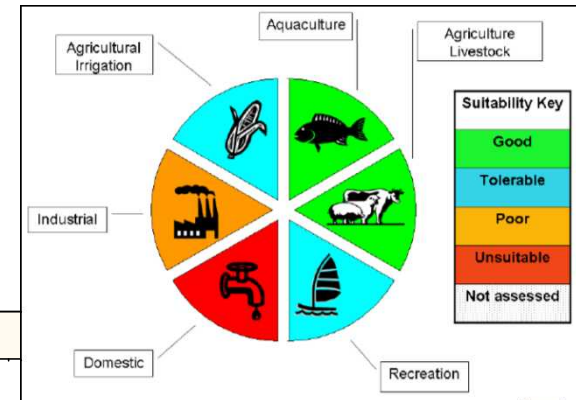 Aquaculture
Agricultural
Irrigation
Agriculture
Livestock
Suitability Key
Good
Tolerable
Poor
Unsuitable
Not assessed
Industrial
Domestic
Recreation